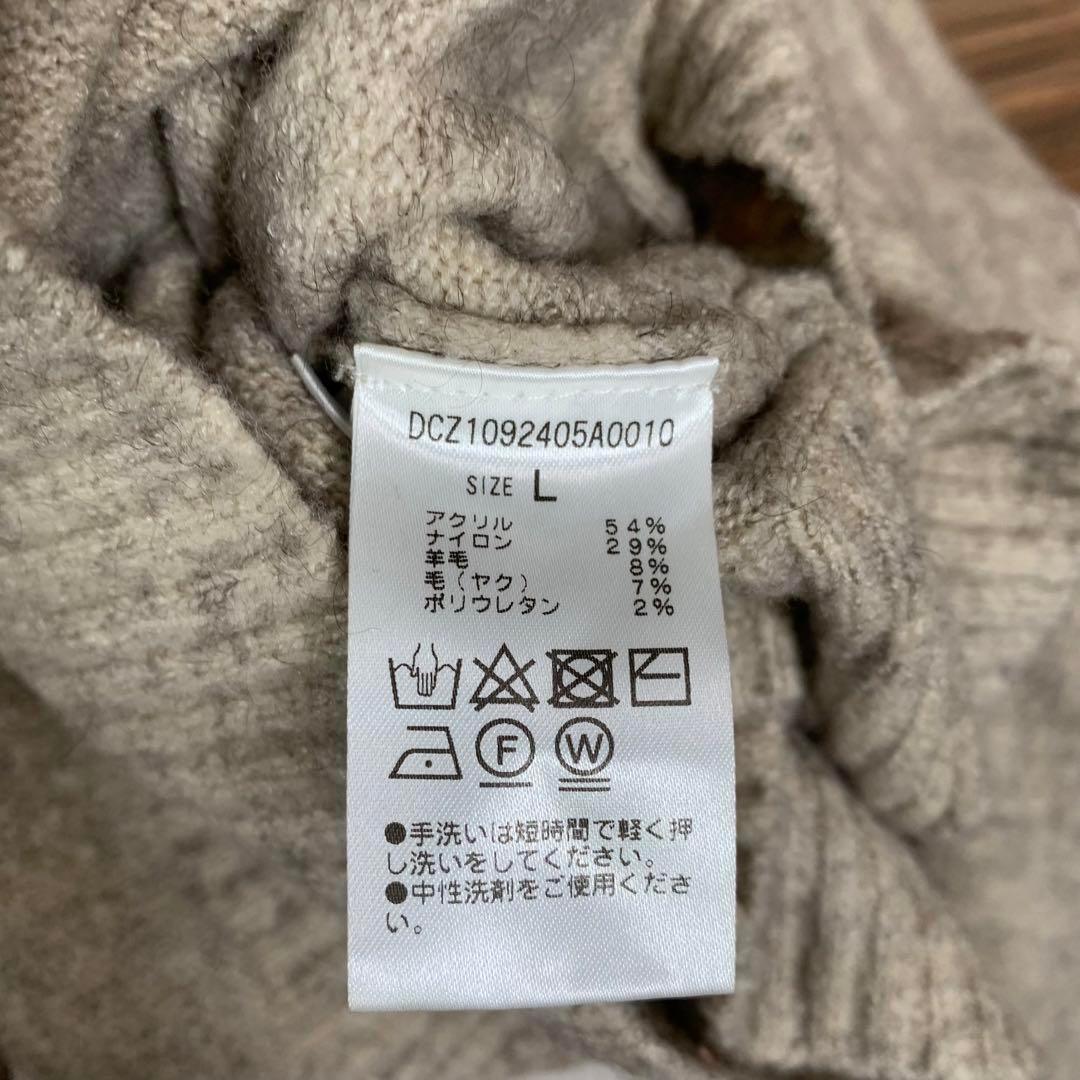 DCZ1092405A0010
SIZE L
アクリル 54%
ナイロン 29%
羊毛 8%
毛(ヤク) 7%
ポリウレタン 2%
F W
●手洗いは短時間で軽く押
し洗いをしてください。
●中性洗剤をご使用くださ
い。